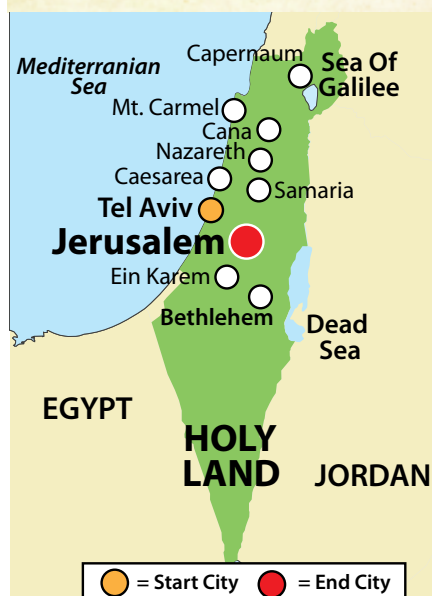 Capernaum
Mediterranian
Sea
Sea Of
Galilee
Mt. Carmel
Cana
Nazareth
Caesarea
Samaria
Tel Aviv
Jerusalem
Ein Karem
Bethlehem
Dead
Sea
EGYPT
HOLY
LAND
JORDAN
= Start City = End City